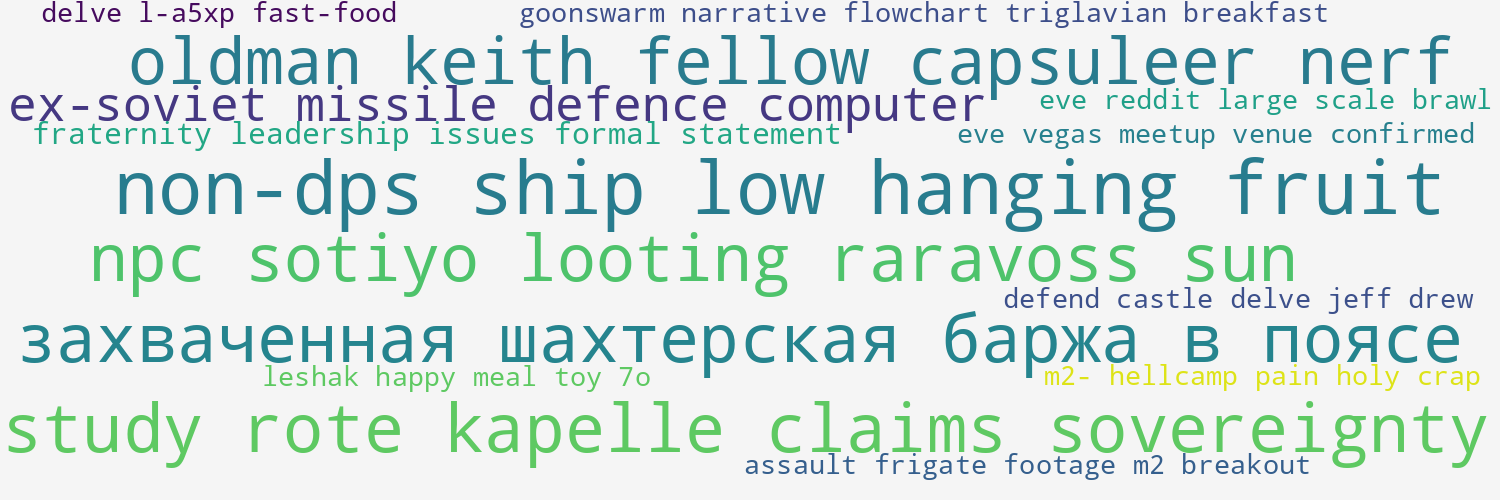 delve l-a5xp fast-food
goonswarm narrative flowchart triglavian breakfast
oldman keith fellow capsuleer nerf
ex-soviet missile defence computer
eve reddit large scale brawl
fraternity leadership issues formal statement
eve vegas meetup venue confirmed
non-dps ship low hanging fruit
npc sotiyo looting raravoss sun
defend castle delve jeff drew
захваченная шахтерская баржа в поясе
leshak happy meal toy 7o
m2- hellcamp pain holy crap
study rote kapelle claims sovereignty
assault frigate footage m2 breakout